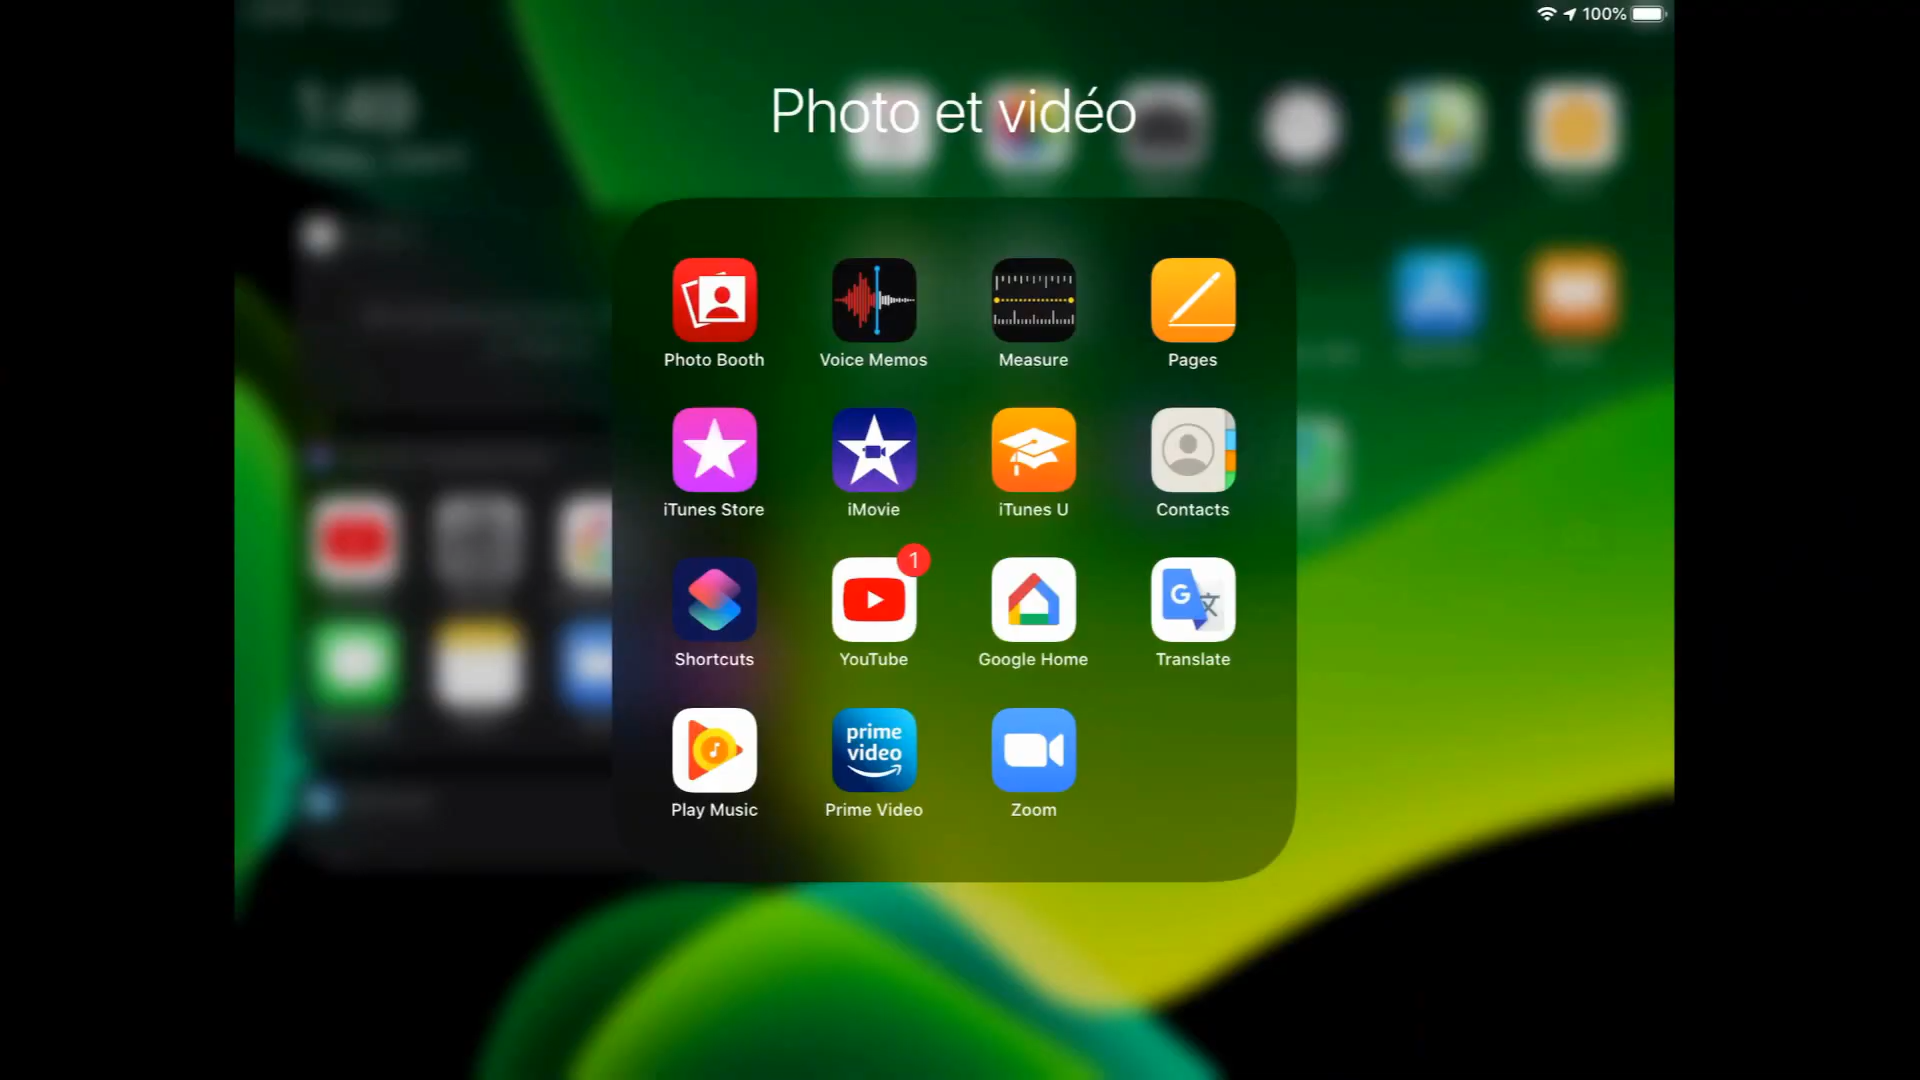 100%
Photo et vidéo
Photo Booth
Voice Memos
Measure
Pages
iTunes Store
iMovie
iTunes U
Contacts
1
Shortcuts
YouTube
Google Home
G
文
Translate
prime
video
Play Music
Prime Video
Zoom